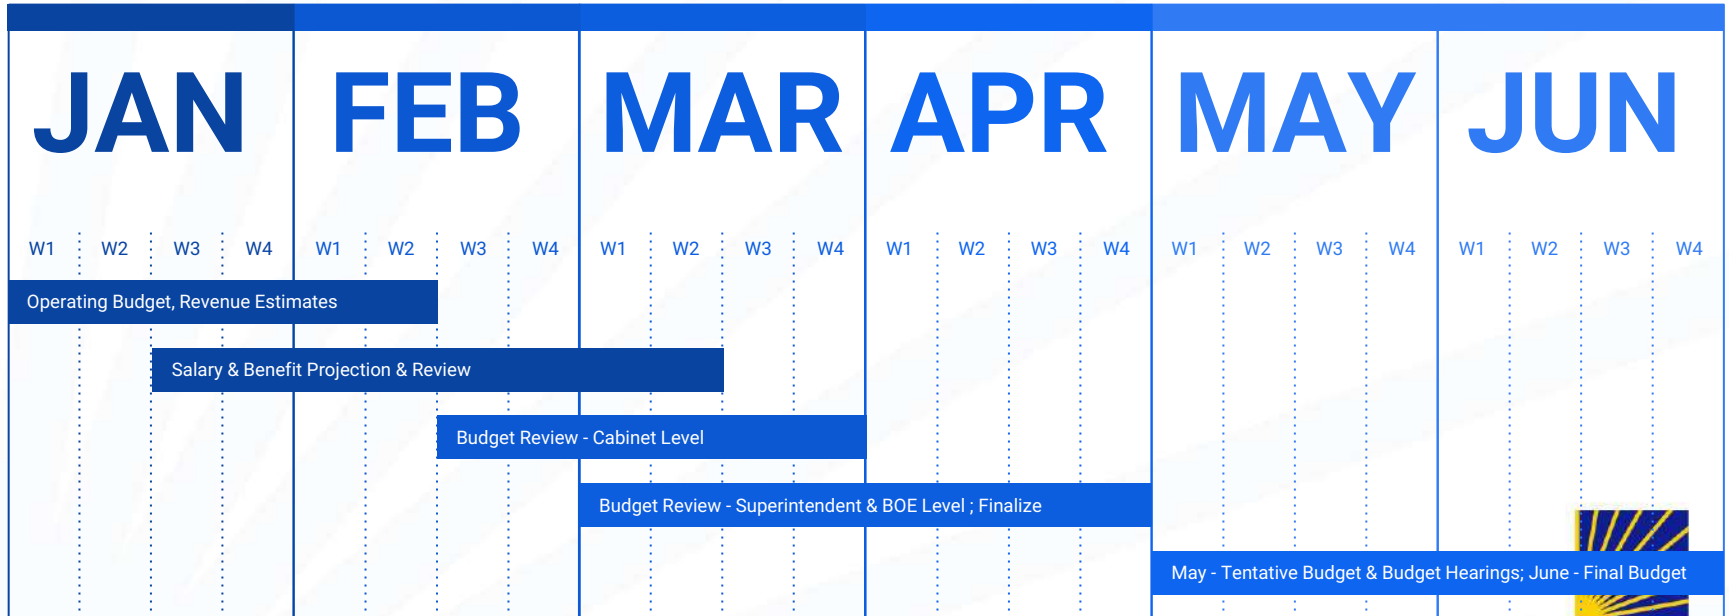 JAN FEB MAR APR MAY JUN
W1 W2 W3 W4 W1 W2 W3 W4 W1 W2 W3 W4 W1 W2 W3 W4 W1 W2 W3 W4 W1 W2 W3 W4
Operating Budget, Revenue Estimates
Salary & Benefit Projection & Review
Budget Review - Cabinet Level
Budget Review - Superintendent & BOE Level ; Finalize
May - Tentative Budget & Budget Hearings; June - Final Budget